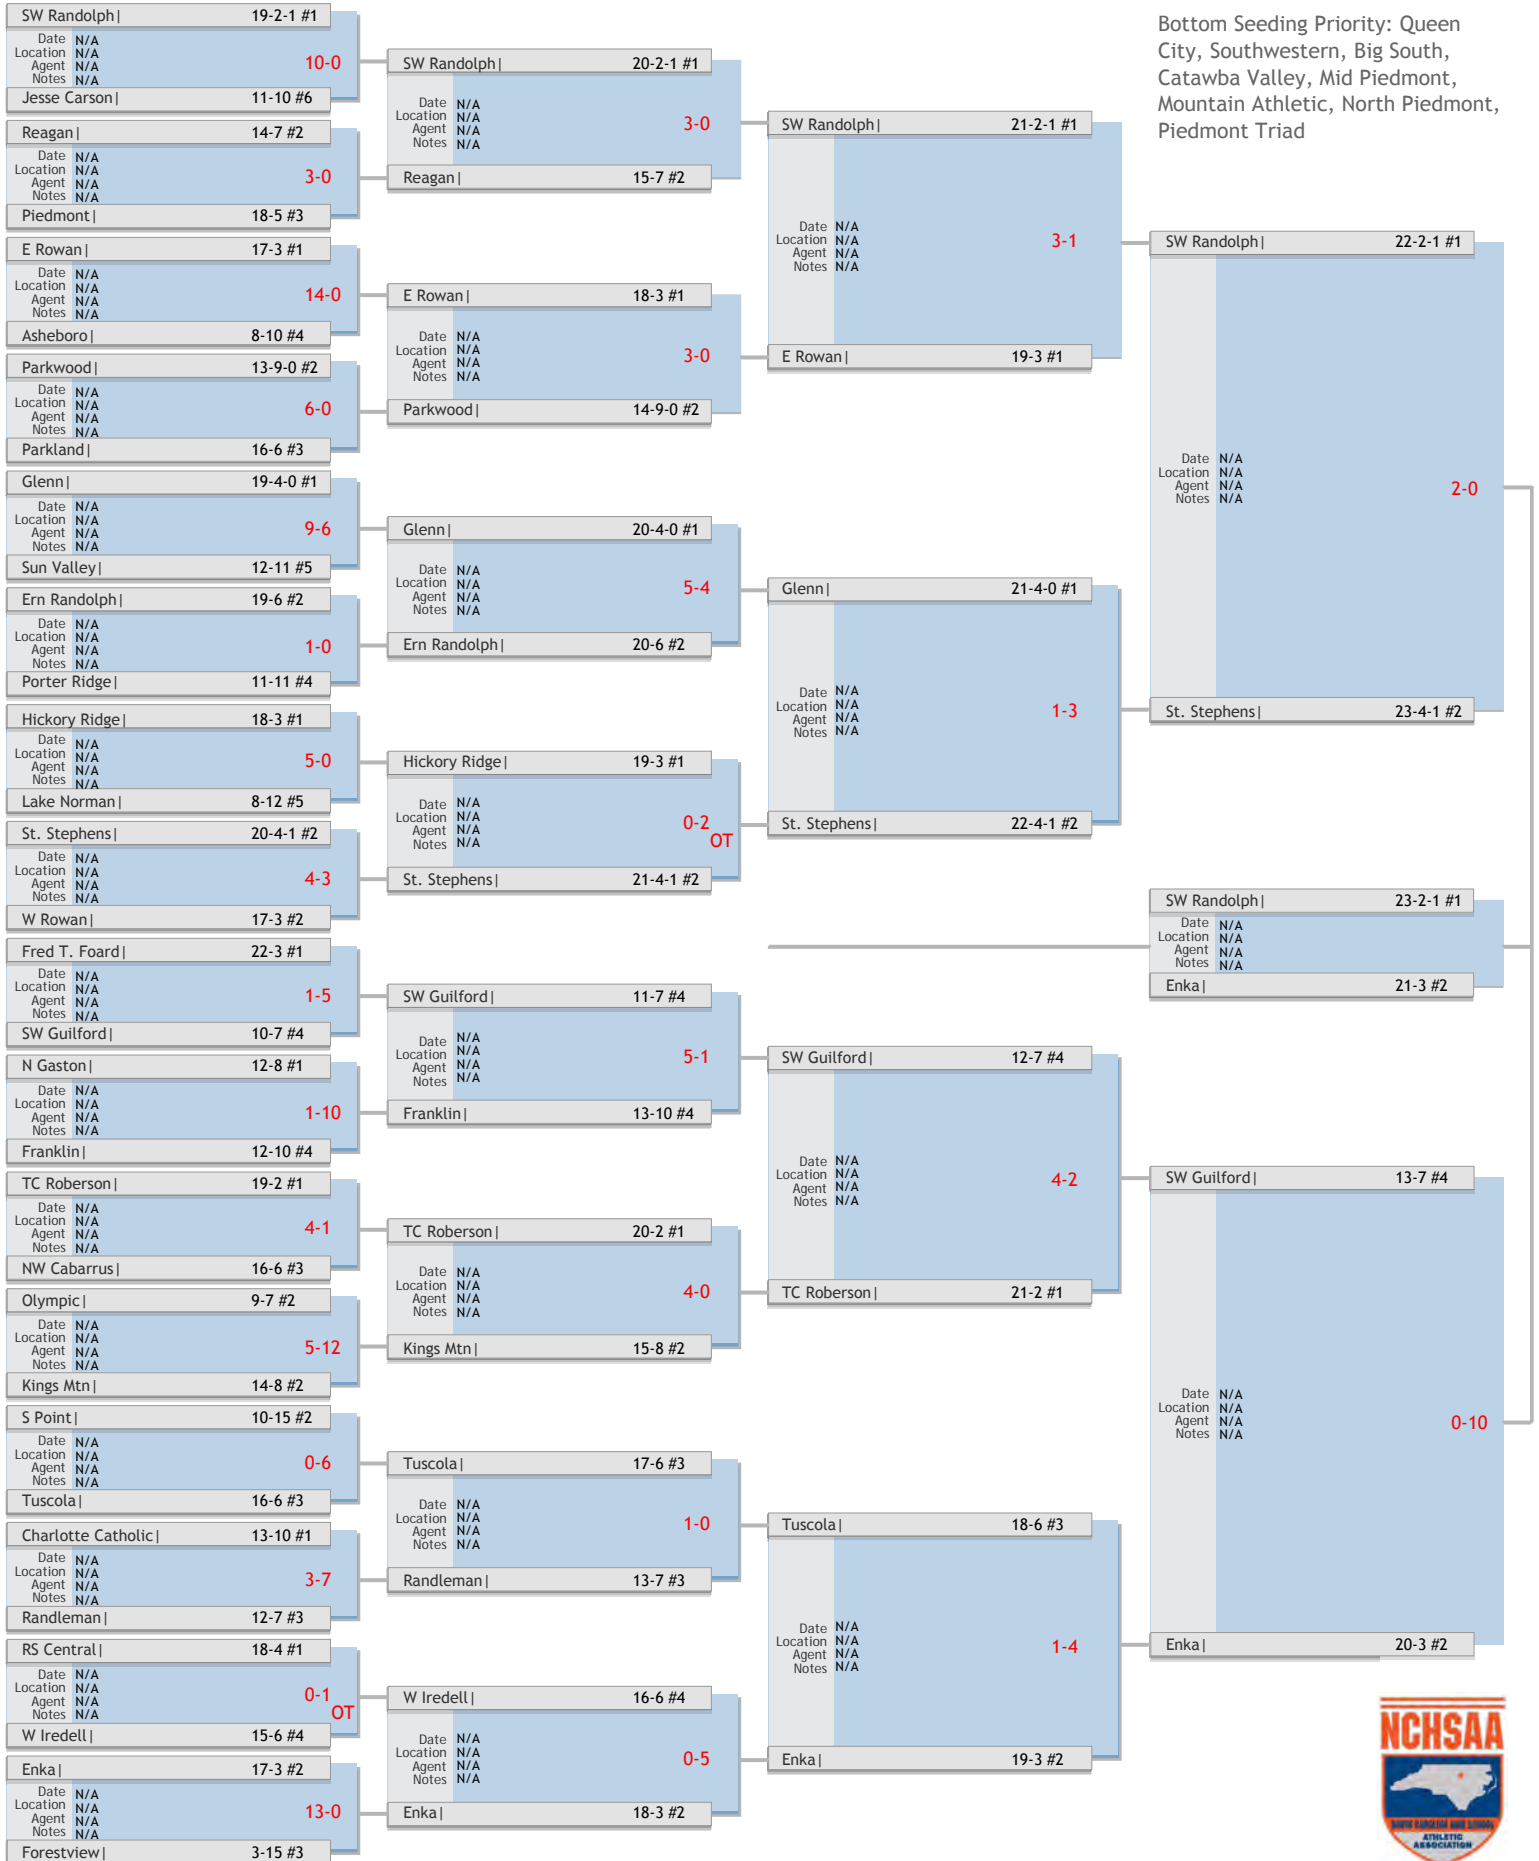 SW Randolph| 19-2-1 #1
Date N/A
Location N/A
Agent N/A
Notes N/A
10-0
Jesse Carson| 11-10 #6
Reagan| 14-7 #2
Date N/A
Location N/A
Agent N/A
Notes N/A
3-0
Piedmont| 18-5 #3
E Rowan| 17-3 #1
Date N/A
Location N/A
Agent N/A
Notes N/A
14-0
Asheboro| 8-10 #4
Parkwood| 13-9-0 #2
Date N/A
Location N/A
Agent N/A
Notes N/A
6-0
Parkland| 16-6 #3
Glenn| 19-4-0 #1
Date N/A
Location N/A
Agent N/A
Notes N/A
9-6
Sun Valley| 12-11 #5
Ern Randolph| 19-6 #2
Date N/A
Location N/A
Agent N/A
Notes N/A
1-0
Porter Ridge| 11-11 #4
Hickory Ridge| 18-3 #1
Date N/A
Location N/A
Agent N/A
Notes N/A
5-0
Lake Norman| 8-12 #5
St. Stephens| 20-4-1 #2
Date N/A
Location N/A
Agent N/A
Notes N/A
4-3
W Rowan| 17-3 #2
Fred T. Foard| 22-3 #1
Date N/A
Location N/A
Agent N/A
Notes N/A
1-5
SW Guilford| 10-7 #4
N Gaston| 12-8 #1
Date N/A
Location N/A
Agent N/A
Notes N/A
1-10
Franklin| 12-10 #4
TC Roberson| 19-2 #1
Date N/A
Location N/A
Agent N/A
Notes N/A
4-1
NW Cabarrus| 16-6 #3
Olympic| 9-7 #2
Date N/A
Location N/A
Agent N/A
Notes N/A
5-12
Kings Mtn| 14-8 #2
S Point| 10-15 #2
Date N/A
Location N/A
Agent N/A
Notes N/A
0-6
Tuscola| 16-6 #3
Charlotte Catholic| 13-10 #1
Date N/A
Location N/A
Agent N/A
Notes N/A
3-7
Randleman| 12-7 #3
RS Central| 18-4 #1
Date N/A
Location N/A
Agent N/A
Notes N/A
0-1
OT
W Iredell| 15-6 #4
Enka| 17-3 #2
Date N/A
Location N/A
Agent N/A
Notes N/A
13-0
Forestview| 3-15 #3
SW Randolph| 20-2-1 #1
Date N/A
Location N/A
Agent N/A
Notes N/A
3-0
Reagan| 15-7 #2
E Rowan| 18-3 #1
Date N/A
Location N/A
Agent N/A
Notes N/A
3-0
Parkwood| 14-9-0 #2
Glenn| 20-4-0 #1
Date N/A
Location N/A
Agent N/A
Notes N/A
5-4
Ern Randolph| 20-6 #2
Hickory Ridge| 19-3 #1
Date N/A
Location N/A
Agent N/A
Notes N/A
0-2
OT
St. Stephens| 21-4-1 #2
SW Guilford| 11-7 #4
Date N/A
Location N/A
Agent N/A
Notes N/A
5-1
Franklin| 13-10 #4
TC Roberson| 20-2 #1
Date N/A
Location N/A
Agent N/A
Notes N/A
4-0
Kings Mtn| 15-8 #2
Tuscola| 17-6 #3
Date N/A
Location N/A
Agent N/A
Notes N/A
1-0
Randleman| 13-7 #3
W Iredell| 16-6 #4
Date N/A
Location N/A
Agent N/A
Notes N/A
0-5
Enka| 18-3 #2
SW Randolph| 21-2-1 #1
Date N/A
Location N/A
Agent N/A
Notes N/A
3-1
E Rowan| 19-3 #1
Glenn| 21-4-0 #1
Date N/A
Location N/A
Agent N/A
Notes N/A
1-3
St. Stephens| 22-4-1 #2
SW Guilford| 12-7 #4
Date N/A
Location N/A
Agent N/A
Notes N/A
4-2
TC Roberson| 21-2 #1
Tuscola| 18-6 #3
Date N/A
Location N/A
Agent N/A
Notes N/A
1-4
Enka| 19-3 #2
Bottom Seeding Priority: Queen
City, Southwestern, Big South,
Catawba Valley, Mid Piedmont,
Mountain Athletic, North Piedmont,
Piedmont Triad
SW Randolph| 22-2-1 #1
Date N/A
Location N/A
Agent N/A
Notes N/A
2-0
St. Stephens| 23-4-1 #2
SW Randolph| 23-2-1 #1
Date N/A
Location N/A
Agent N/A
Notes N/A
Enka| 21-3 #2
SW Guilford| 13-7 #4
Date N/A
Location N/A
Agent N/A
Notes N/A
0-10
Enka| 20-3 #2
NCHSAA
NORTH CAROLINA HIGH SCHOOL
ATHLETIC
ASSOCIATION